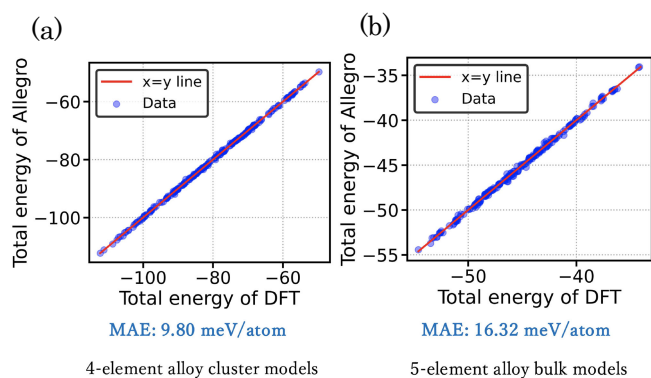 (a)
Total energy of Allegro
x=y line
Data
−60
−80
−100
−100 −80 −60
Total energy of DFT
MAE: 9.80 meV/atom
4-element alloy cluster models
(b)
Total energy of Allegro
x=y line
Data
−35
−40
−45
−50
−55
−50 −40
Total energy of DFT
MAE: 16.32 meV/atom
5-element alloy bulk models